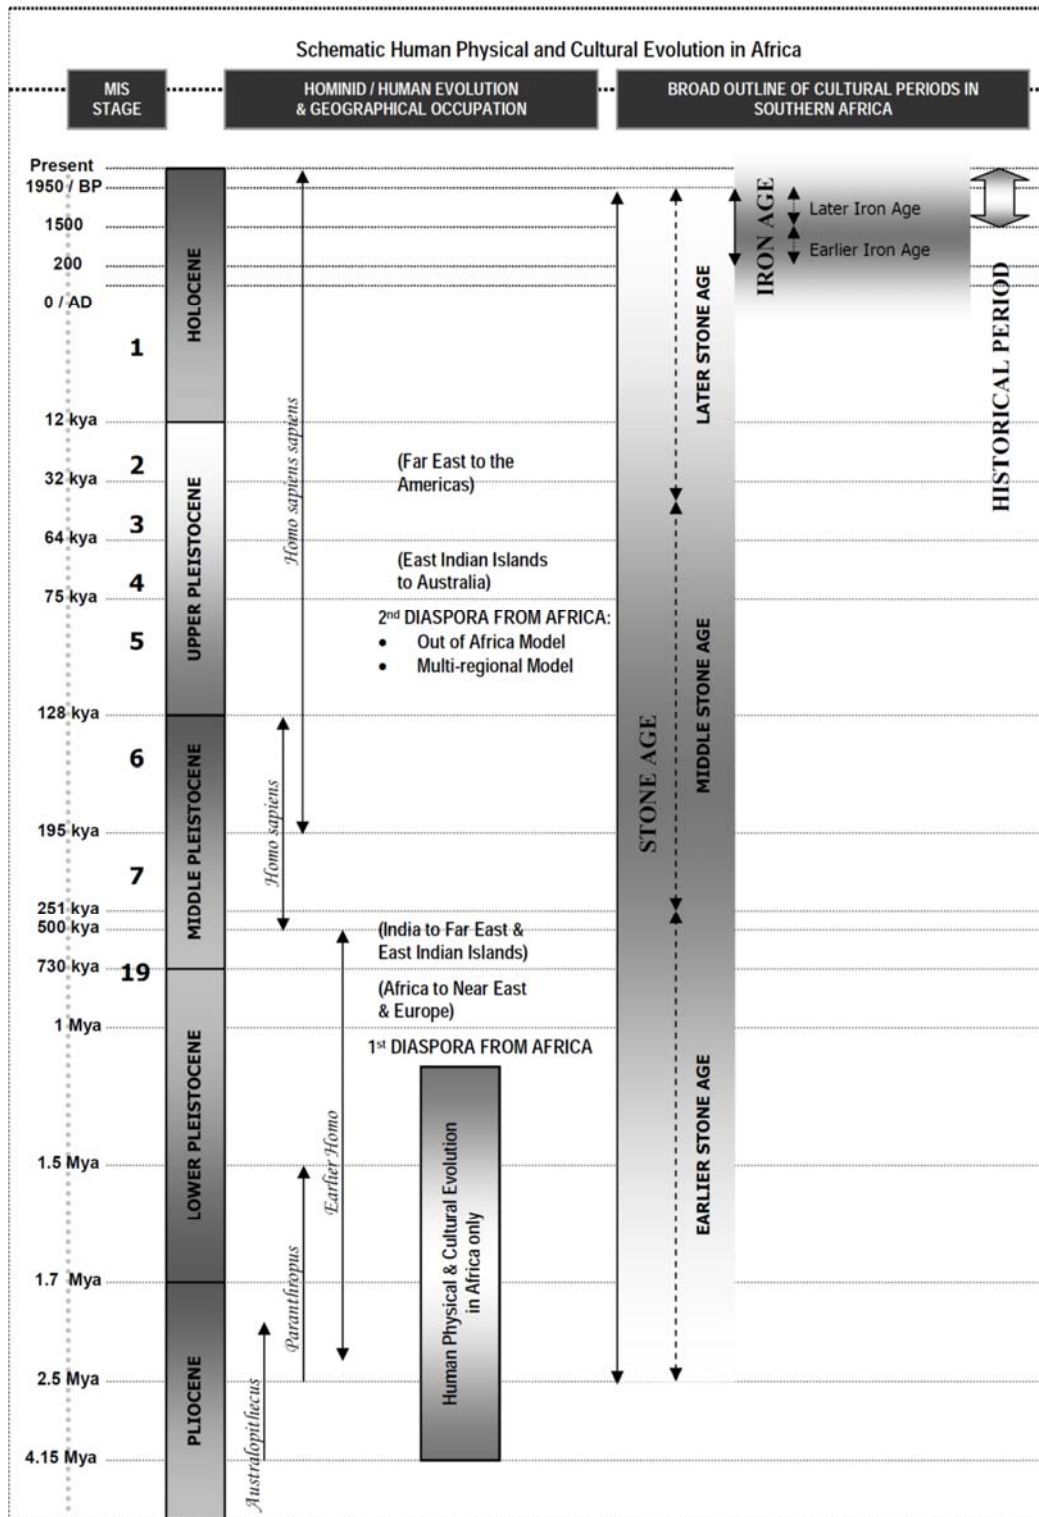 Schematic Human Physical and Cultural Evolution in Africa
MIS
STAGE
HOMINID / HUMAN EVOLUTION
& GEOGRAPHICAL OCCUPATION
BROAD OUTLINE OF CULTURAL PERIODS IN
SOUTHERN AFRICA
Present
1950 / BP
1500
200
0 / AD
12 kya
32 kya
64 kya
75 kya
128 kya
195 kya
251 kya
500 kya
730 kya
1 Mya
1.5 Mya
1.7 Mya
2.5 Mya
4.15 Mya
1
2
3
4
5
6
7
19
HOLOCENE
UPPER PLEISTOCENE
MIDDLE PLEISTOCENE
LOWER PLEISTOCENE
PLIOCENE
Homo sapiens sapiens
Homo sapiens
Earlier Homo
Paranthropus
Australopithecus
(Far East to the
Americas)
(East Indian Islands
to Australia)
2nd DIASPORA FROM AFRICA:
• Out of Africa Model
• Multi-regional Model
(India to Far East &
East Indian Islands)
(Africa to Near East
& Europe)
1st DIASPORA FROM AFRICA
Human Physical & Cultural Evolution
in Africa only
STONE AGE
LATER STONE AGE
MIDDLE STONE AGE
EARLIER STONE AGE
IRON AGE
Later Iron Age
Earlier Iron Age
HISTORICAL PERIOD